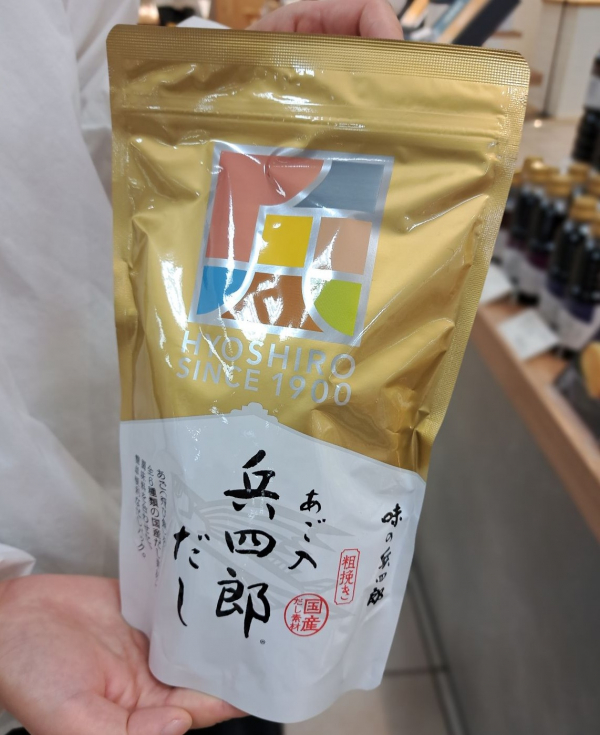 HYOSHIRO
SINCE 1900
味の兵四郎
粗挽き
あご入
兵四郎
だし
国産
だし素材